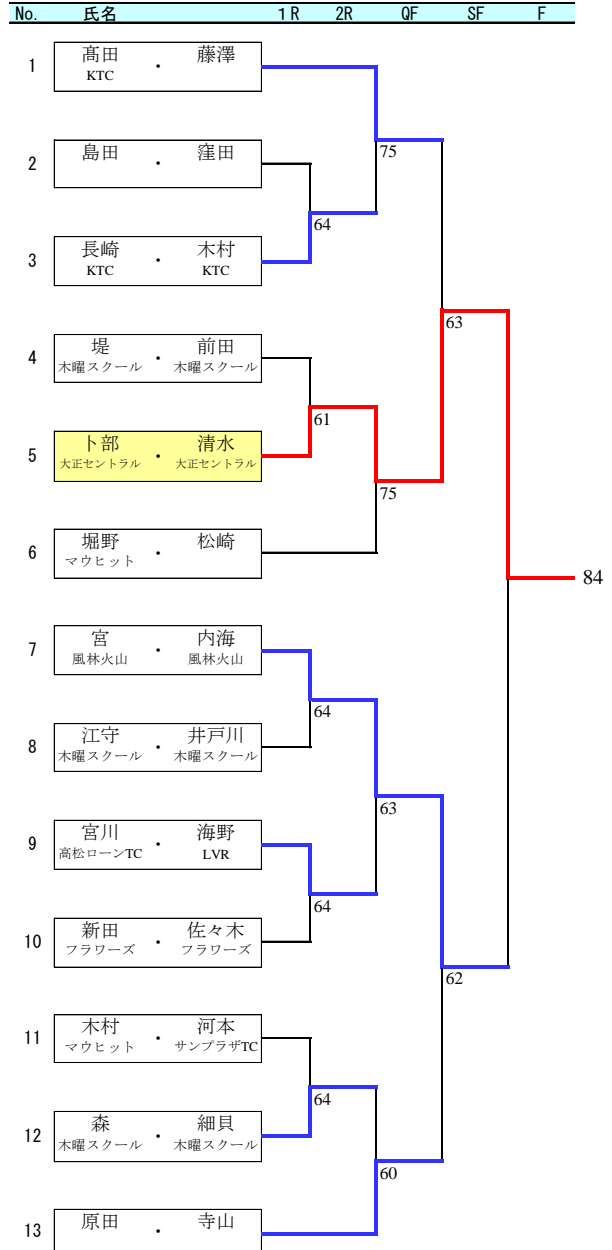 No. 氏名 1R 2R QF SF F
1 髙田 ・ 藤澤
KTC
75
2 島田 ・ 窪田
64
3 長崎 ・ 木村
KTC KTC
63
4 堤 ・ 前田
木曜スクール 木曜スクール
61
5 卜部 ・ 清水
大正セントラル 大正セントラル
75
6 堀野 ・ 松崎
マウヒット
84
7 宮 ・ 内海
風林火山 風林火山
64
8 江守 ・ 井戸川
木曜スクール 木曜スクール
63
9 宮川 ・ 海野
高松ローンTC LVR
64
10 新田 ・ 佐々木
フラワーズ フラワーズ
62
11 木村 ・ 河本
マウヒット サンプラザTC
64
12 森 ・ 細貝
木曜スクール 木曜スクール
60
13 原田 ・ 寺山